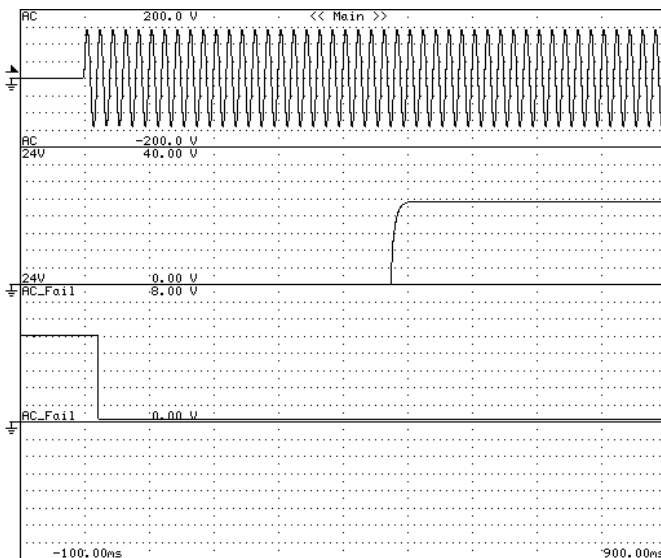 AC 200.0 V << Main >>
AC -200.0 V
24V 40.00 V
24V 0.00 V
AC_Fail 8.00 V
AC_Fail 0.00 V
-100.00ms 900.00ms